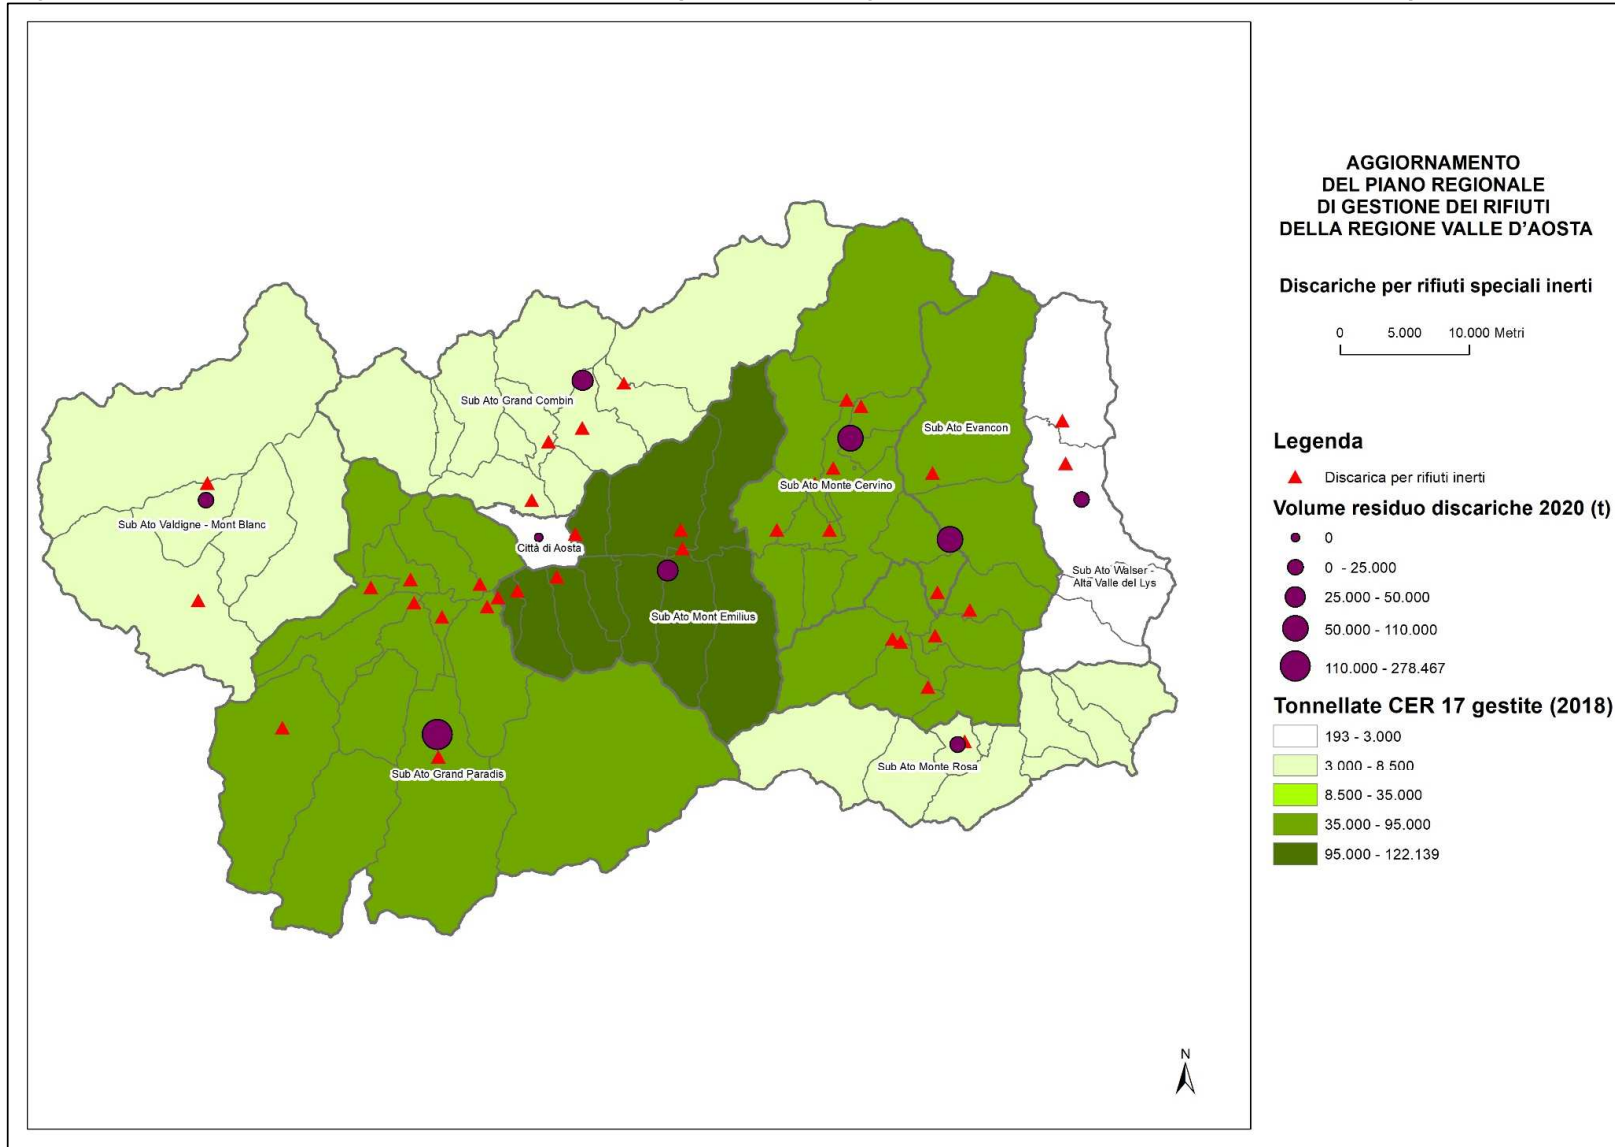 AGGIORNAMENTO
DEL PIANO REGIONALE
DI GESTIONE DEI RIFIUTI
DELLA REGIONE VALLE D'AOSTA
Discariche per rifiuti speciali inerti
0 5.000 10.000 Metri
Legenda
Discarica per rifiuti inerti
Volume residuo discariche 2020 (t)
0
0 - 25.000
25.000 - 50.000
50.000 - 110.000
110.000 - 278.467
Tonnellate CER 17 gestite (2018)
193 - 3.000
3.000 - 8.500
8.500 - 35.000
35.000 - 95.000
95.000 - 122.139
Sub Ato Grand Combin
Sub Ato Evancon
Sub Ato Monte Cervino
Sub Ato Valdigne - Mont Blanc
Città di Aosta
Sub Ato Walser -
Alta Valle del Lys
Sub Ato Mont Emilius
Sub Ato Monte Rosa
Sub Ato Grand Paradis
N